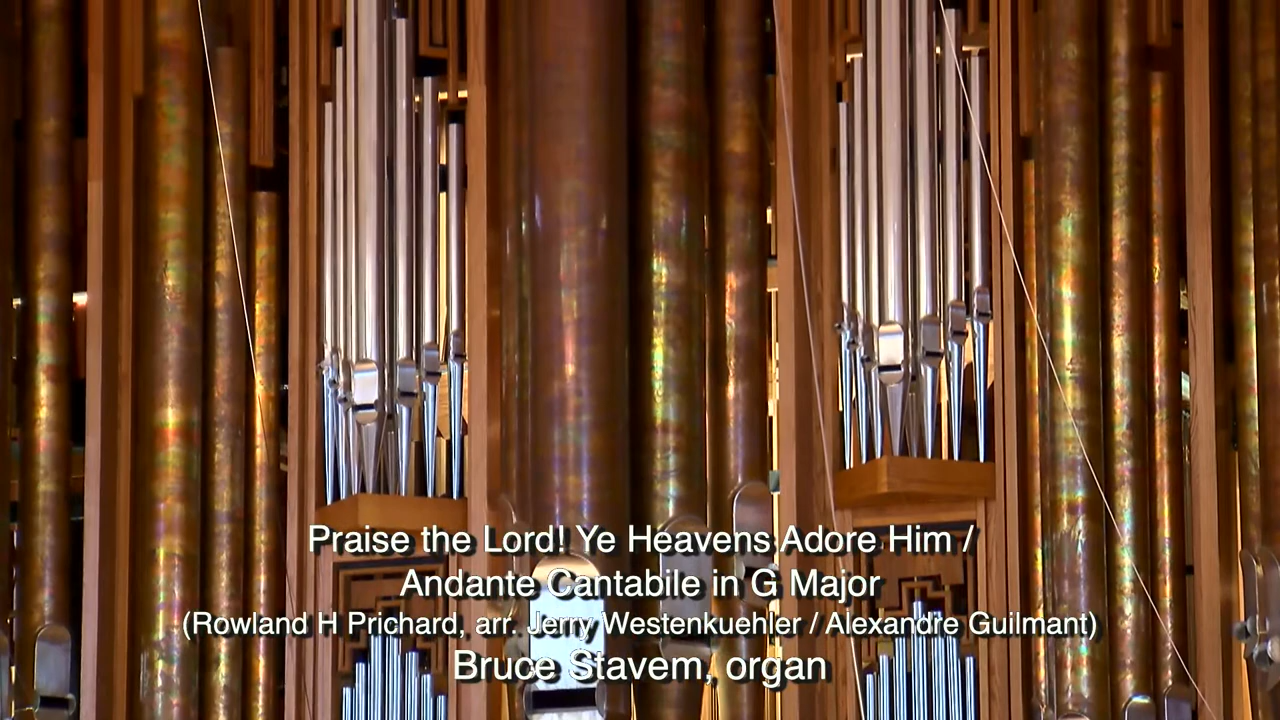 Praise the Lord! Ye Heavens Adore Him /
Andante Cantabile in G Major
(Rowland H Prichard, arr. Jerry Westenkuehler / Alexandre Guilmant)
Bruce Stavem, organ